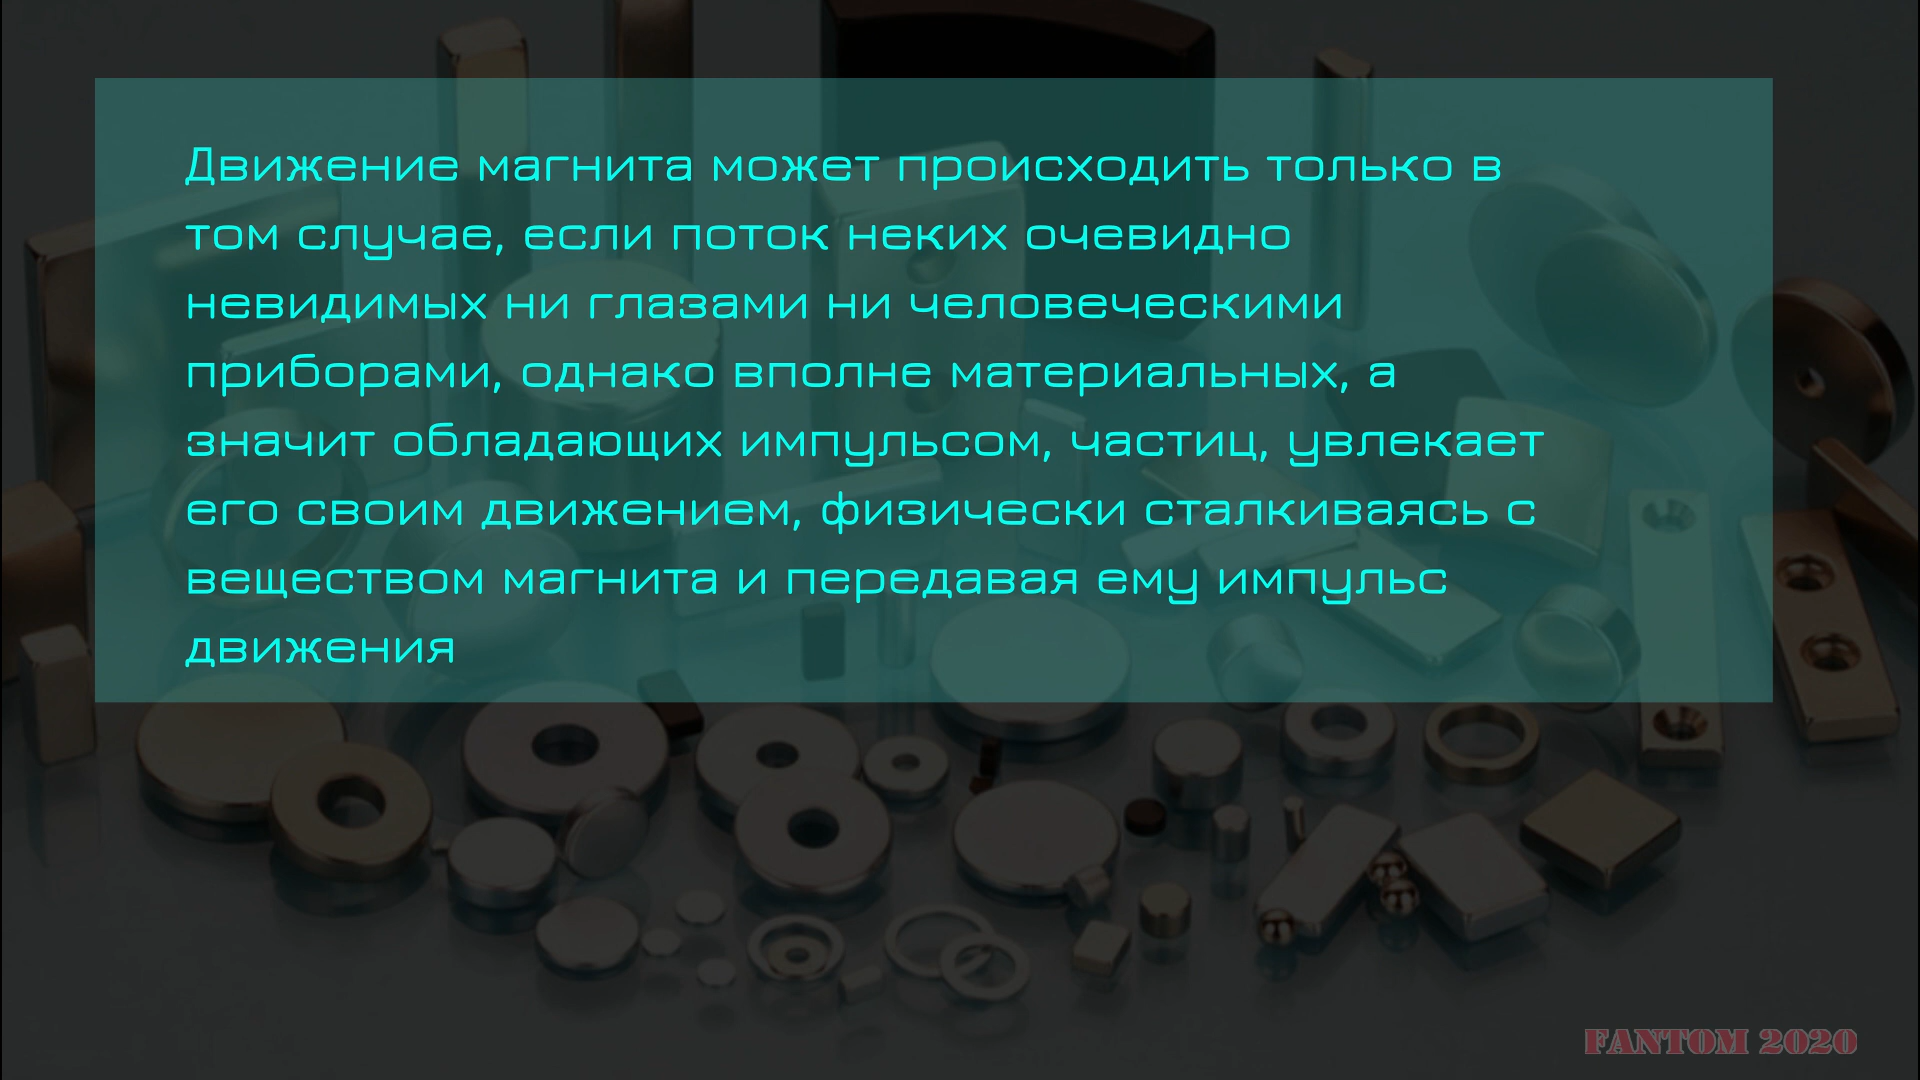 Движение магнита может происходить только в
том случае, если поток неких очевидно
невидимых ни глазами ни человеческими
приборами, однако вполне материальных, а
значит обладающих импульсом, частиц, увлекает
его своим движением, физически сталкиваясь с
веществом магнита и передавая ему импульс
движения
FANTOM 2020